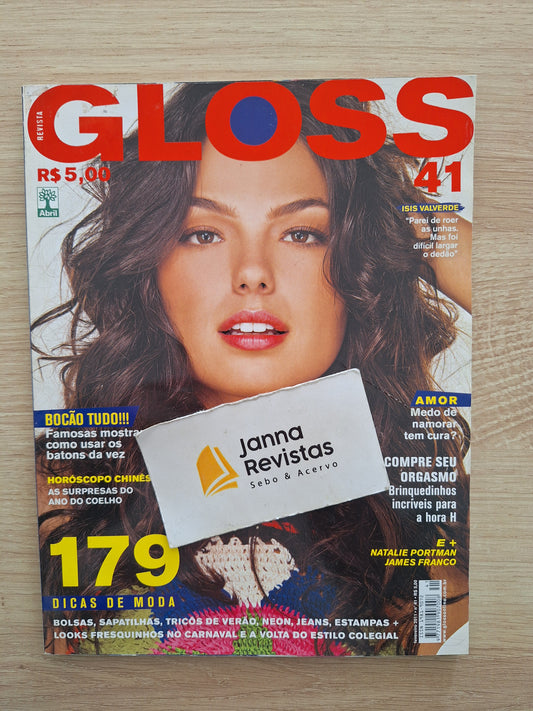 REVISTA
GLOSS
R$ 5,00
41
Abril
ISIS VALVERDE
"Parei de roer
as unhas.
Mas foi
difícil largar
o dedão"
BOCÃO TUDO!!!
Famosas mostram
como usar os
batons da vez
HORÓSCOPO CHINÊS
AS SURPRESAS DO
ANO DO COELHO
AMOR
Medo de
namorar
tem cura?
COMPRE SEU
ORGASMO
Brinquedinhos
incríveis para
a hora H
Janna
Revistas
Sebo & Acervo
E +
NATALIE PORTMAN
JAMES FRANCO
179
DICAS DE MODA
BOLSAS, SAPATILHAS, TRICÔS DE VERÃO, NEON, JEANS, ESTAMPAS +
LOOKS FRESQUINHOS NO CARNAVAL E A VOLTA DO ESTILO COLEGIAL